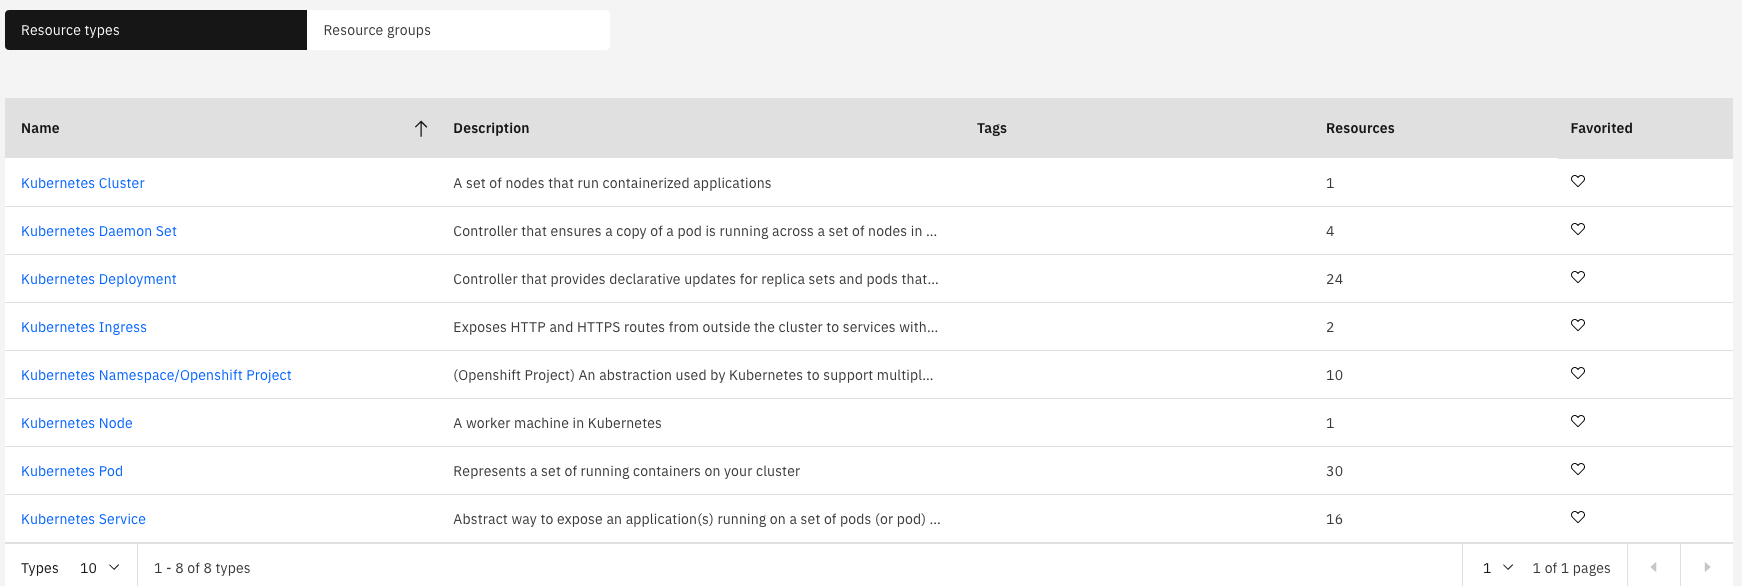 Resource types Resource groups
Name Description Tags Resources Favorited
Kubernetes Cluster A set of nodes that run containerized applications 1
Kubernetes Daemon Set Controller that ensures a copy of a pod is running across a set of nodes in ... 4
Kubernetes Deployment Controller that provides declarative updates for replica sets and pods that... 24
Kubernetes Ingress Exposes HTTP and HTTPS routes from outside the cluster to services with... 2
Kubernetes Namespace/Openshift Project (Openshift Project) An abstraction used by Kubernetes to support multipl... 10
Kubernetes Node A worker machine in Kubernetes 1
Kubernetes Pod Represents a set of running containers on your cluster 30
Kubernetes Service Abstract way to expose an application(s) running on a set of pods (or pod) ... 16
Types 10 1 - 8 of 8 types 1 1 of 1 pages